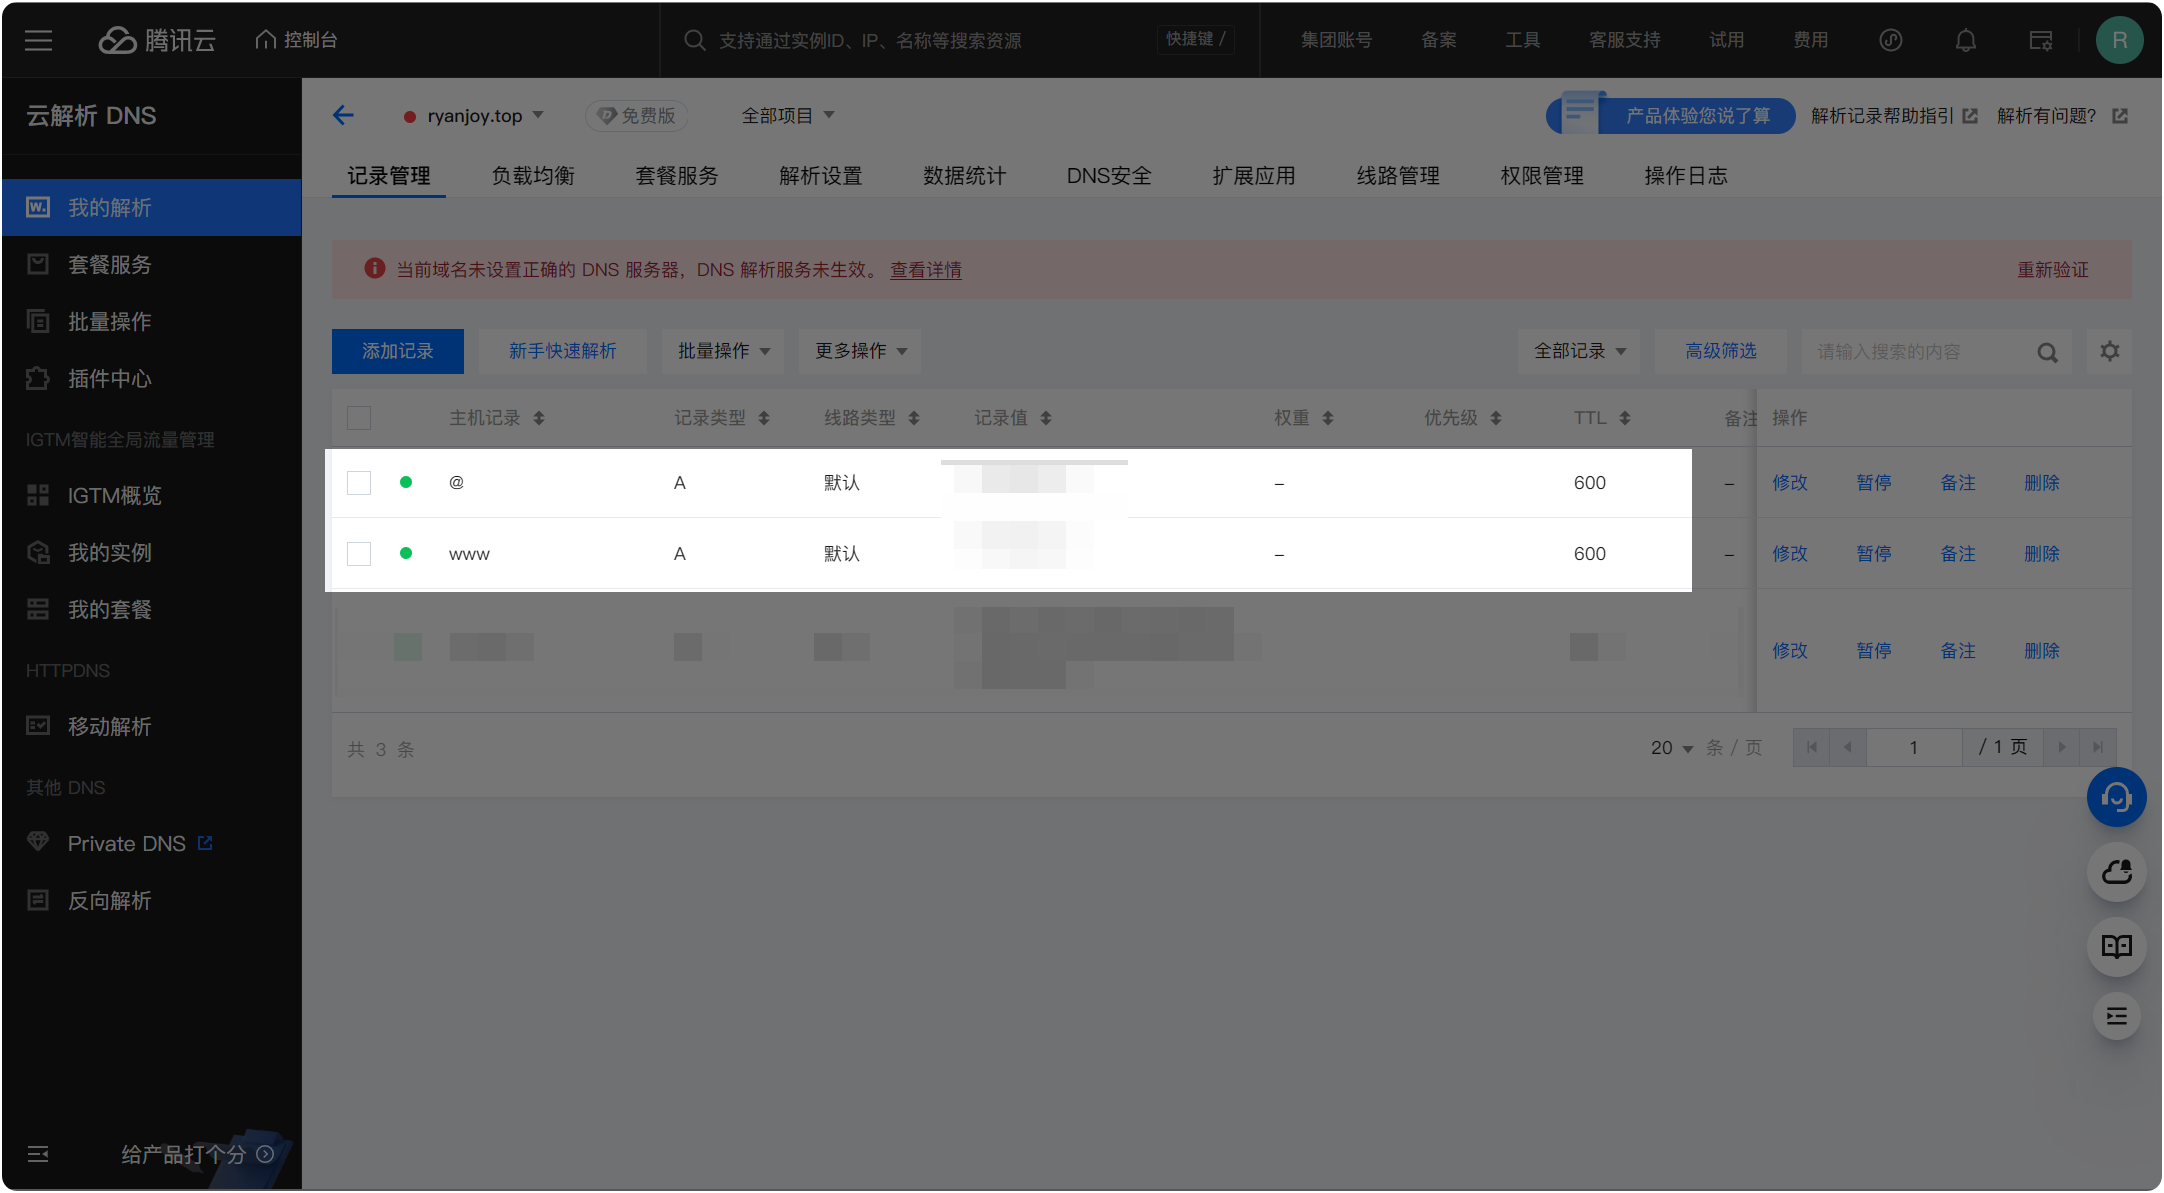 腾讯云
控制台
支持通过实例ID、IP、名称等搜索资源
快捷键 /
集团账号
备案
工具
客服支持
试用
费用
R
云解析 DNS
我的解析
套餐服务
批量操作
插件中心
IGTM智能全局流量管理
IGTM概览
我的实例
我的套餐
HTTPDNS
移动解析
其他 DNS
Private DNS
反向解析
给产品打个分
ryanjoy.top
免费版
全部项目
产品体验您说了算
解析记录帮助指引
解析有问题?
记录管理 负载均衡 套餐服务 解析设置 数据统计 DNS安全 扩展应用 线路管理 权限管理 操作日志
当前域名未设置正确的 DNS 服务器，DNS 解析服务未生效。 查看详情
重新验证
添加记录 新手快速解析 批量操作 更多操作 全部记录 高级筛选 请输入搜索的内容
主机记录 记录类型 线路类型 记录值 权重 优先级 TTL 备注 操作
@ A 默认 – 600 – 修改 暂停 备注 删除
www A 默认 – 600 – 修改 暂停 备注 删除
修改 暂停 备注 删除
共 3 条
20 条 / 页
1 / 1 页